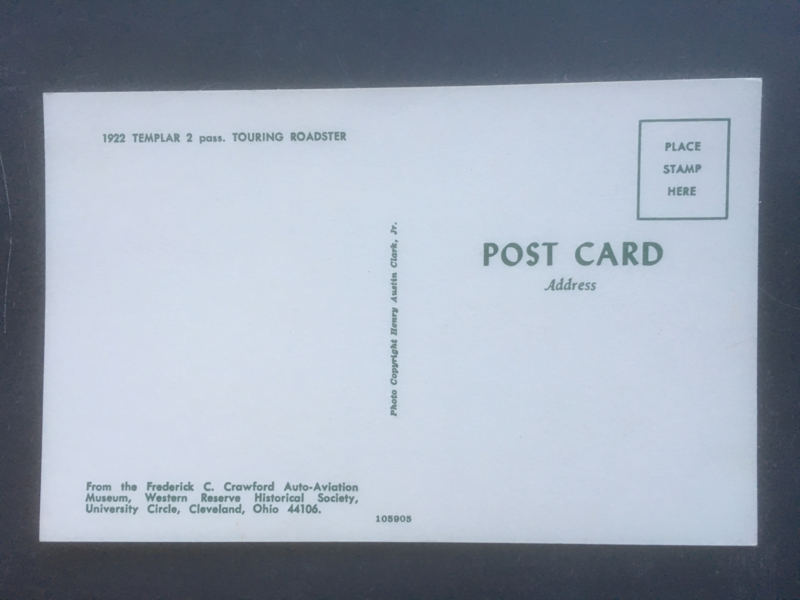 1922 TEMPLAR 2 pass. TOURING ROADSTER
PLACE
STAMP
HERE
POST CARD
Address
Photo Copyright Henry Austin Clark, Jr.
From the Frederick C. Crawford Auto-Aviation
Museum, Western Reserve Historical Society,
University Circle, Cleveland, Ohio 44106.
105905